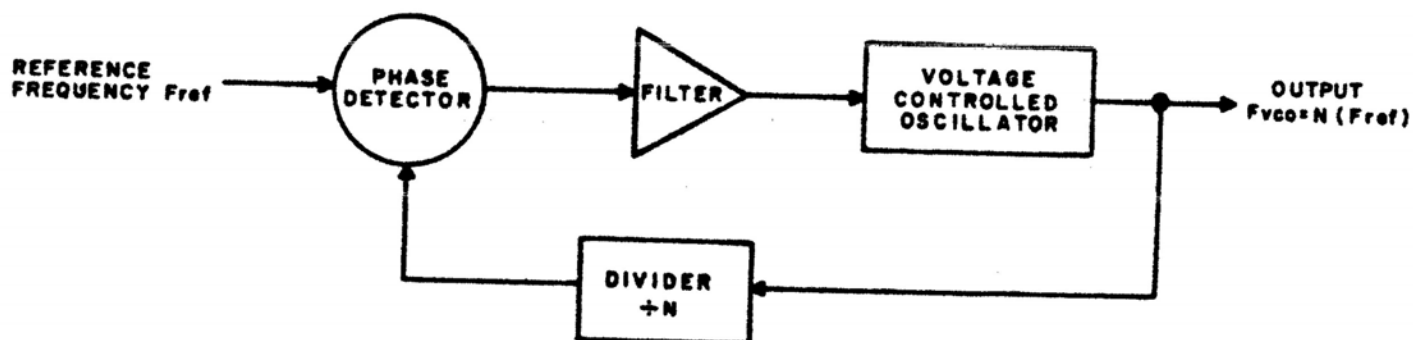 REFERENCE
FREQUENCY Fref
PHASE
DETECTOR
FILTER
VOLTAGE
CONTROLLED
OSCILLATOR
OUTPUT
Fvco=N (Fref)
DIVIDER
÷N